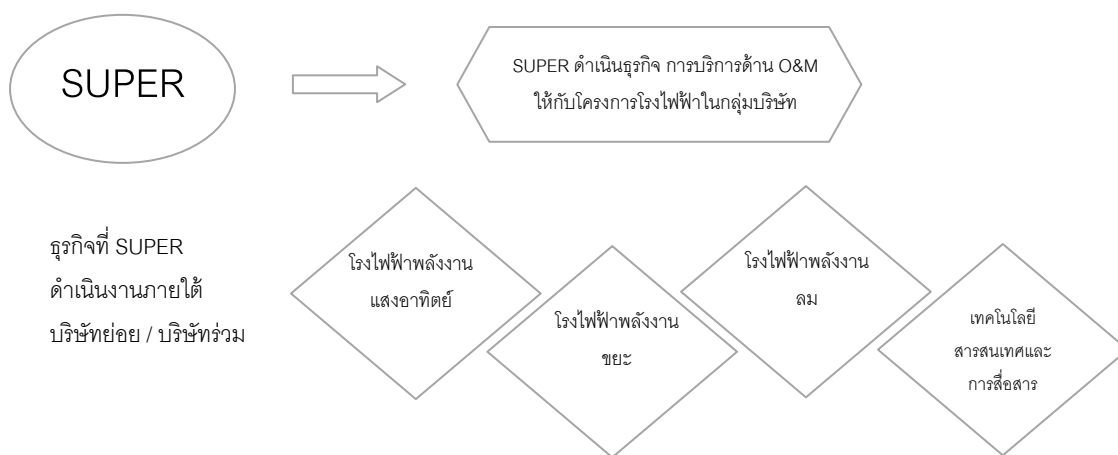 SUPER
SUPER ดำเนินธุรกิจ การบริการด้าน O&M
ให้กับโครงการโรงไฟฟ้าในกลุ่มบริษัท
ธุรกิจที่ SUPER
ดำเนินงานภายใต้
บริษัทย่อย / บริษัทร่วม
โรงไฟฟ้าพลังงาน
แสงอาทิตย์
โรงไฟฟ้าพลังงาน
ขยะ
โรงไฟฟ้าพลังงาน
ลม
เทคโนโลยี
สารสนเทศและ
การสื่อสาร